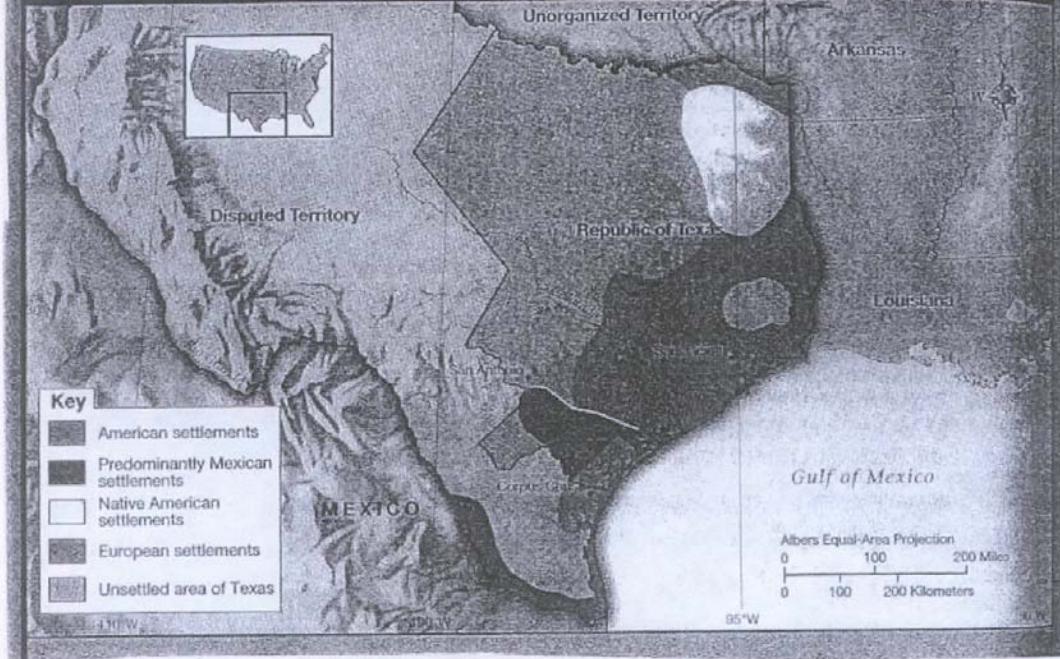 Unorganized Territory
Arkansas
W
Disputed Territory
Republic of Texas
Louisiana
San Antonio
Key
American settlements
Predominantly Mexican
settlements
Native American
settlements
European settlements
Unsettled area of Texas
Corpus
MEXICO
Gulf of Mexico
Albers Equal-Area Projection
0 100 200 Miles
0 100 200 Kilometers
95°W